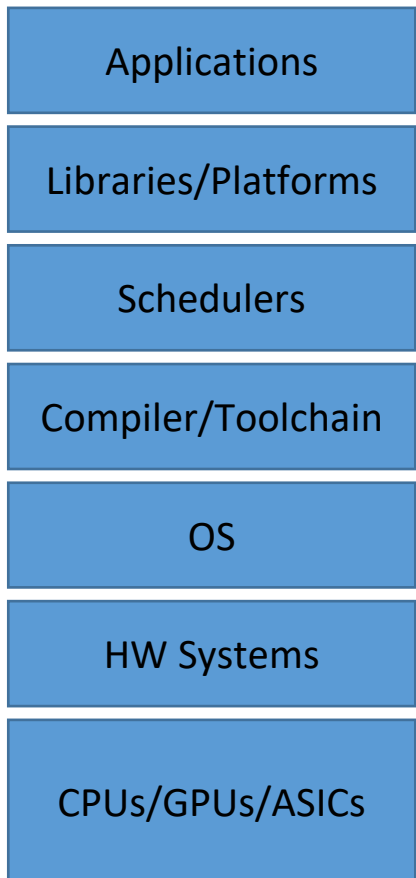 Applications
Libraries/Platforms
Schedulers
Compiler/Toolchain
OS
HW Systems
CPUs/GPUs/ASICs